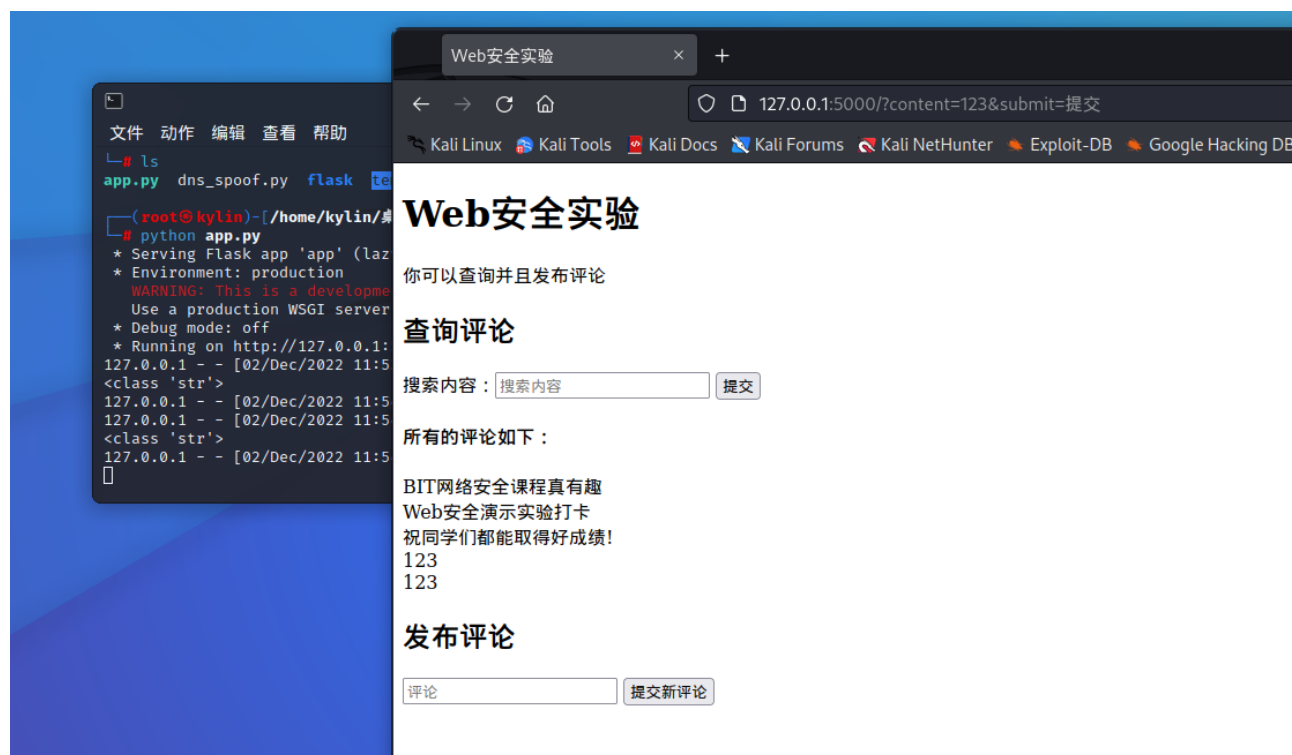 文件 动作 编辑 查看 帮助
└─# ls
app.py dns_spoof.py flask te
┌──(root㉿kylin)-[/home/kylin/桌
└─# python app.py
* Serving Flask app 'app' (laz
* Environment: production
WARNING: This is a developme
Use a production WSGI server
* Debug mode: off
* Running on http://127.0.0.1:
127.0.0.1 - - [02/Dec/2022 11:5
<class 'str'>
127.0.0.1 - - [02/Dec/2022 11:5
127.0.0.1 - - [02/Dec/2022 11:5
<class 'str'>
127.0.0.1 - - [02/Dec/2022 11:5
Web安全实验 × +
127.0.0.1:5000/?content=123&submit=提交
Kali Linux Kali Tools Kali Docs Kali Forums Kali NetHunter Exploit-DB Google Hacking DB
Web安全实验
你可以查询并且发布评论
查询评论
搜索内容：搜索内容 提交
所有的评论如下：
BIT网络安全课程真有趣
Web安全演示实验打卡
祝同学们都能取得好成绩!
123
123
发布评论
评论 提交新评论